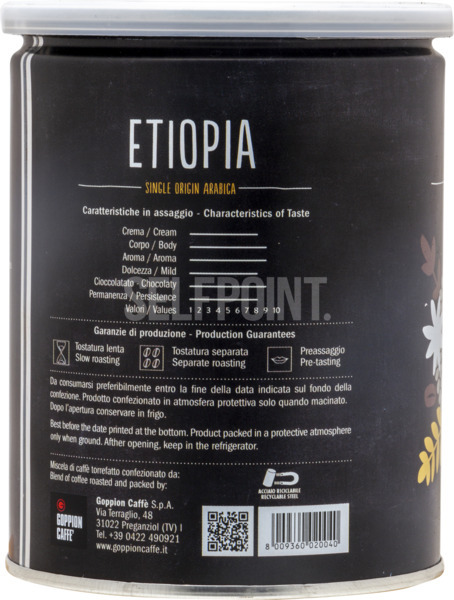 ETIOPIA
SINGLE ORIGIN ARABICA
Caratteristiche in assaggio - Characteristics of Taste
Crema / Cream
Corpo / Body
Aroma / Aroma
Dolcezza / Mild
Cioccolatato - Chocolaty
Permanenza / Persistence
Valori / Values 1 2 3 4 5 6 7 8 9 10
SELFPOINT.
Garanzie di produzione - Production Guarantees
Tostatura lenta
Slow roasting
Tostatura separata
Separate roasting
Preassaggio
Pre-tasting
Da consumarsi preferibilmente entro la fine della data indicata sul fondo della
confezione. Prodotto confezionato in atmosfera protettiva solo quando macinato.
Dopo l'apertura conservare in frigo.
Best before the date printed at the bottom. Product packed in a protective atmosphere
only when ground. Afther opening, keep in the refrigerator.
Miscela di caffè torrefatto confezionato da:
Blend of coffee roasted and packed by:
GOPPION
CAFFÈ
Goppion Caffè S.p.A.
Via Terraglio, 48
31022 Preganziol (TV) I
Tel. +39 0422 490921
www.goppioncaffe.it
ACCIAIO RICICLABILE
RECYCLABLE STEEL
8 009360 020040